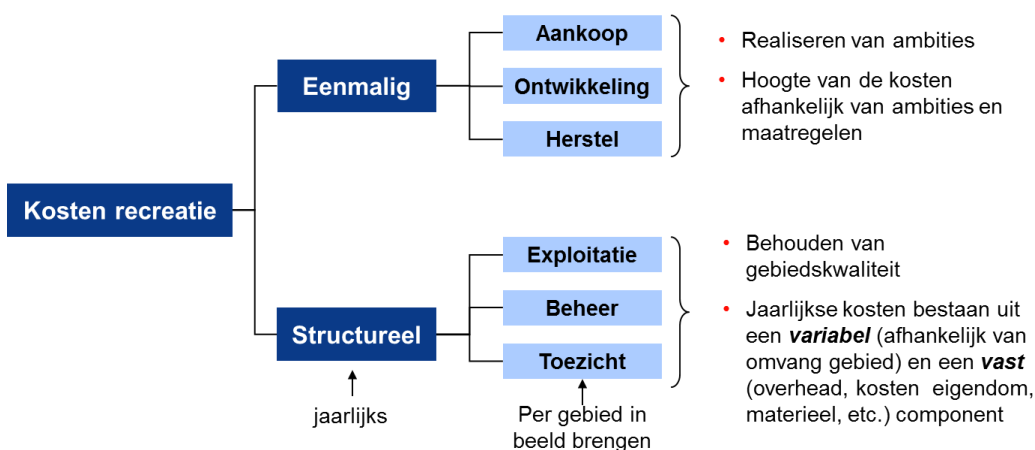 Kosten recreatie
Eenmalig
Aankoop
Ontwikkeling
Herstel
• Realiseren van ambities
• Hoogte van de kosten
afhankelijk van ambities en
maatregelen
Structureel
jaarlijks
Exploitatie
Beheer
Toezicht
Per gebied in
beeld brengen
• Behouden van
gebiedskwaliteit
• Jaarlijkse kosten bestaan uit
een variabel (afhankelijk van
omvang gebied) en een vast
(overhead, kosten eigendom,
materieel, etc.) component